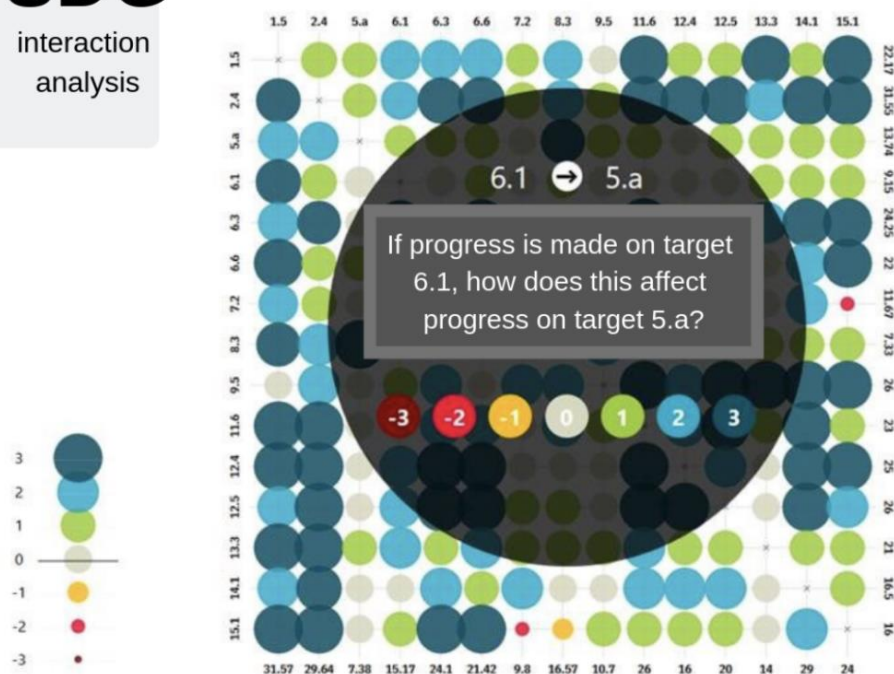 interaction
analysis
1.5 2.4 5.a 6.1 6.3 6.6 7.2 8.3 9.5 11.6 12.4 12.5 13.3 14.1 15.1
1.5 22.17
2.4 31.55
5.a 13.74
6.1 9.15
6.3 24.25
6.6 22
7.2 11.67
8.3 7.33
9.5 26
11.6 23
12.4 25
12.5 26
13.3 21
14.1 16.5
15.1 16
31.57 29.64 7.38 15.17 24.1 21.42 9.8 16.57 10.7 26 16 20 14 29 24
6.1 → 5.a
If progress is made on target
6.1, how does this affect
progress on target 5.a?
-3 -2 -1 0 1 2 3
3
2
1
0
-1
-2
-3